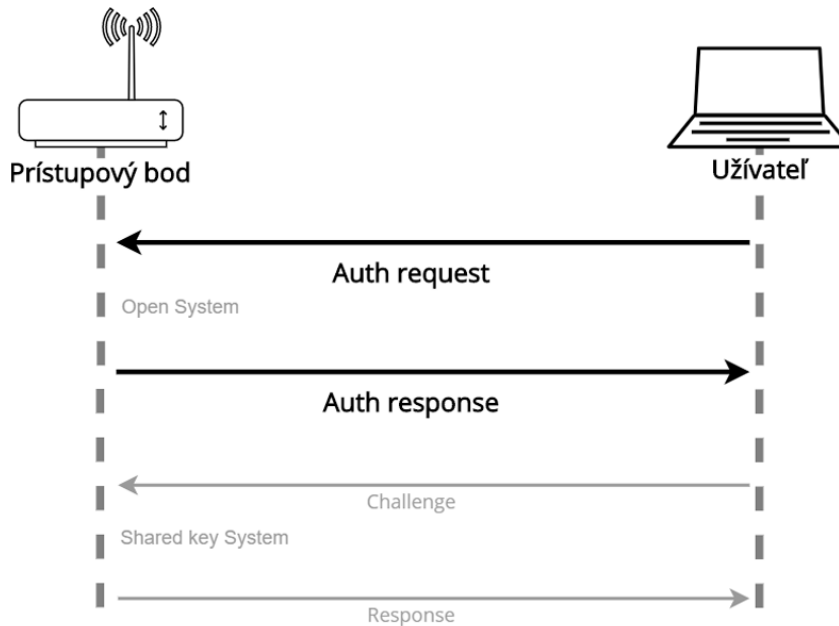 Prístupový bod
Užívateľ
Auth request
Open System
Auth response
Challenge
Shared key System
Response